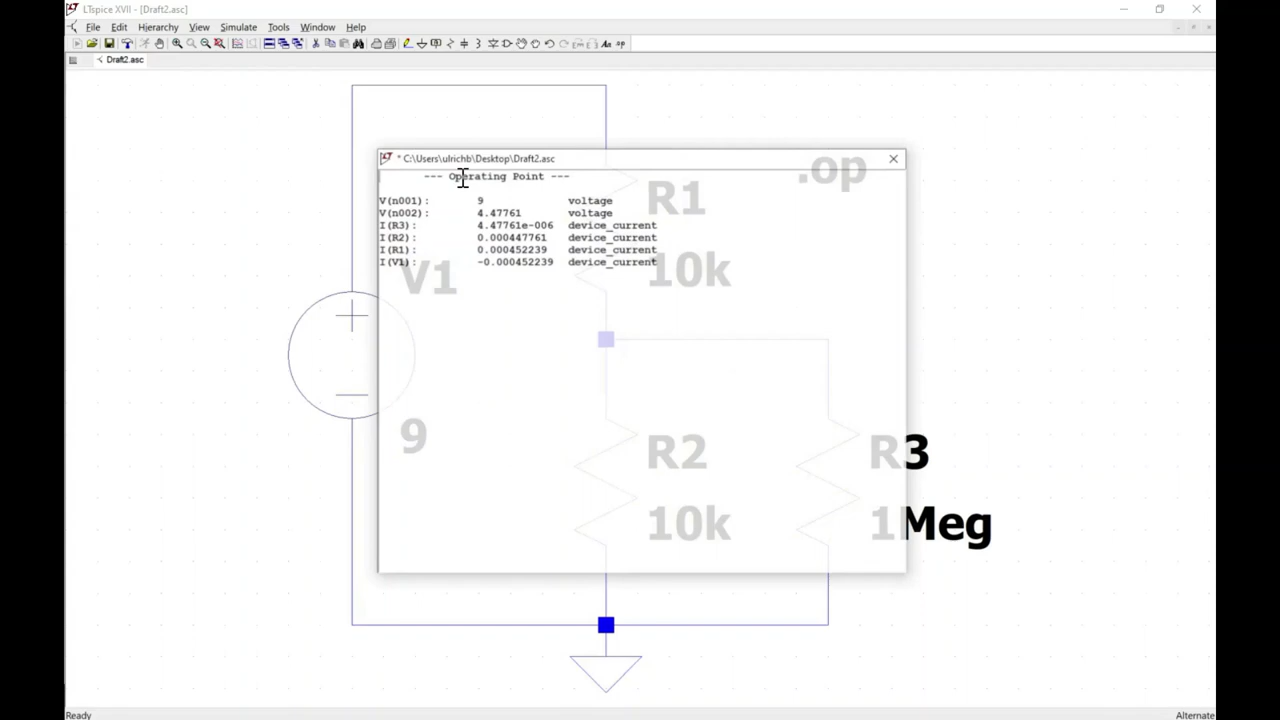 LTspice XVII - [Draft2.asc]
File Edit Hierarchy View Simulate Tools Window Help
Draft2.asc
* C:\Users\ulrichb\Desktop\Draft2.asc
--- Operating Point ---
V(n001): 9 voltage
V(n002): 4.47761 voltage
I(R3): 4.47761e-006 device_current
I(R2): 0.000447761 device_current
I(R1): 0.000452239 device_current
I(V1): -0.000452239 device_current
.op
R1
10k
V1
9
R2
10k
R3
1Meg
Ready Alternate